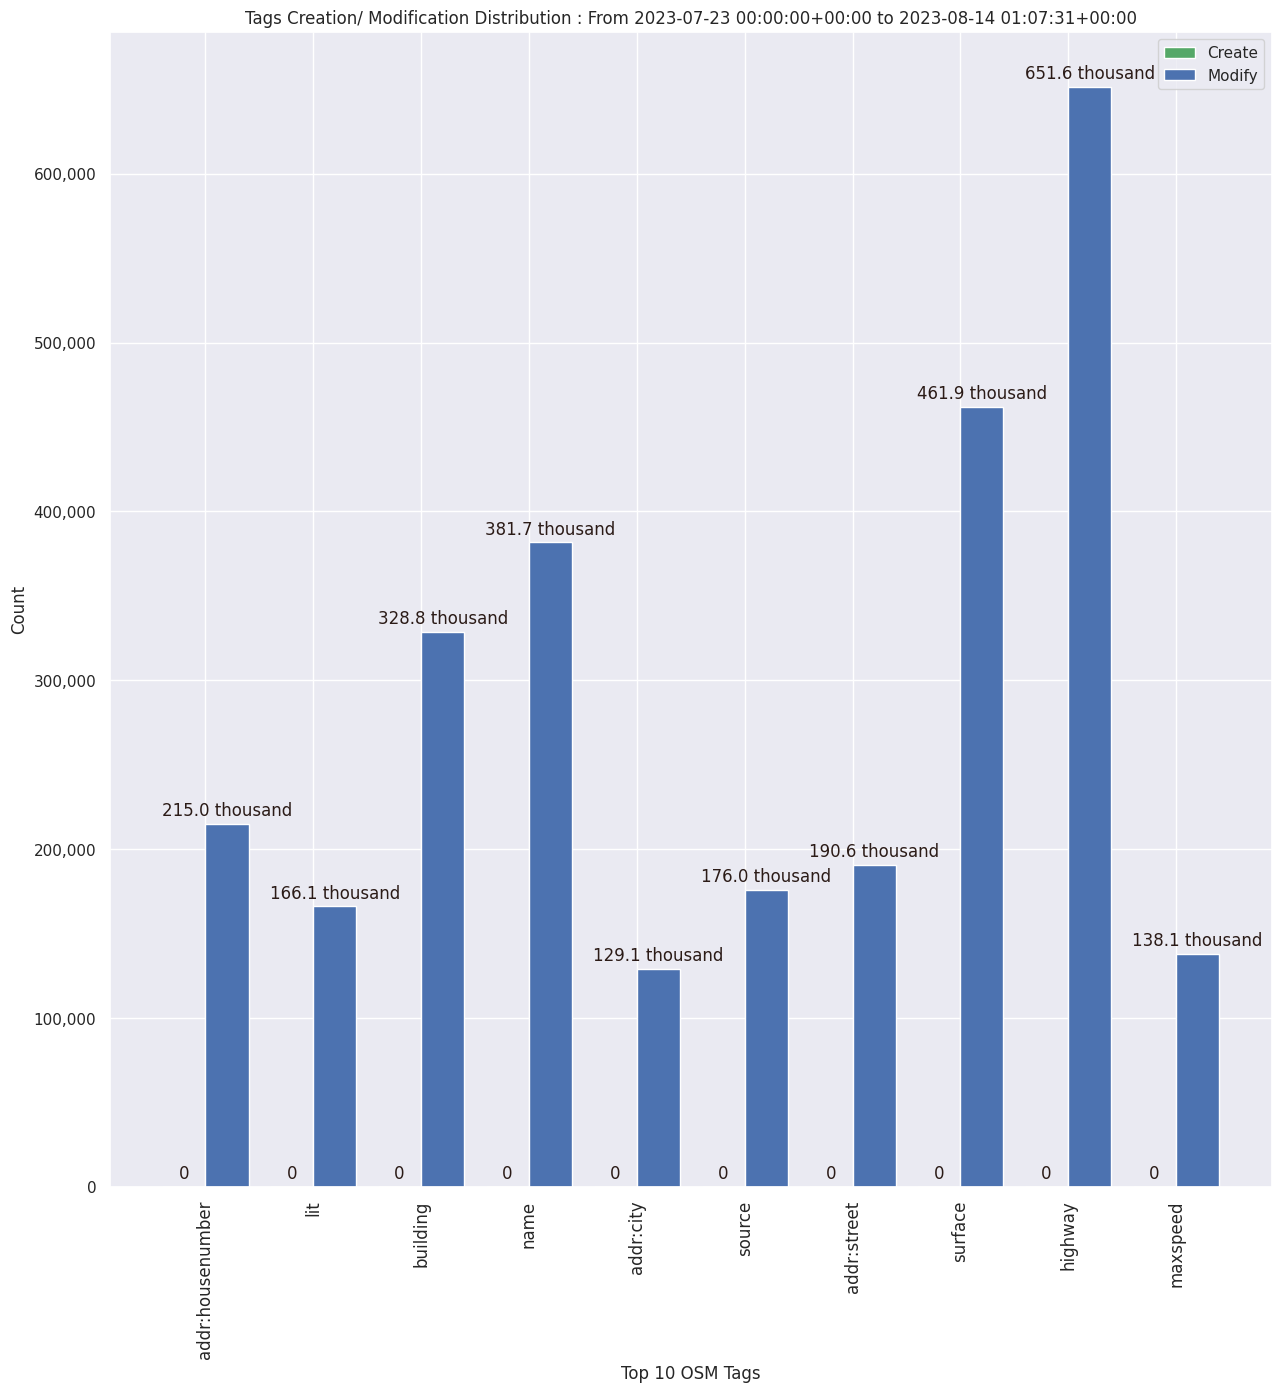 Tags Creation/ Modification Distribution : From 2023-07-23 00:00:00+00:00 to 2023-08-14 01:07:31+00:00
Create
Modify
651.6 thousand
600,000
500,000
461.9 thousand
400,000
381.7 thousand
328.8 thousand
300,000
215.0 thousand
200,000
190.6 thousand
176.0 thousand
166.1 thousand
138.1 thousand
129.1 thousand
100,000
0 0 0 0 0 0 0 0 0 0
0
Count
addr:housenumber
lit
building
name
addr:city
source
addr:street
surface
highway
maxspeed
Top 10 OSM Tags